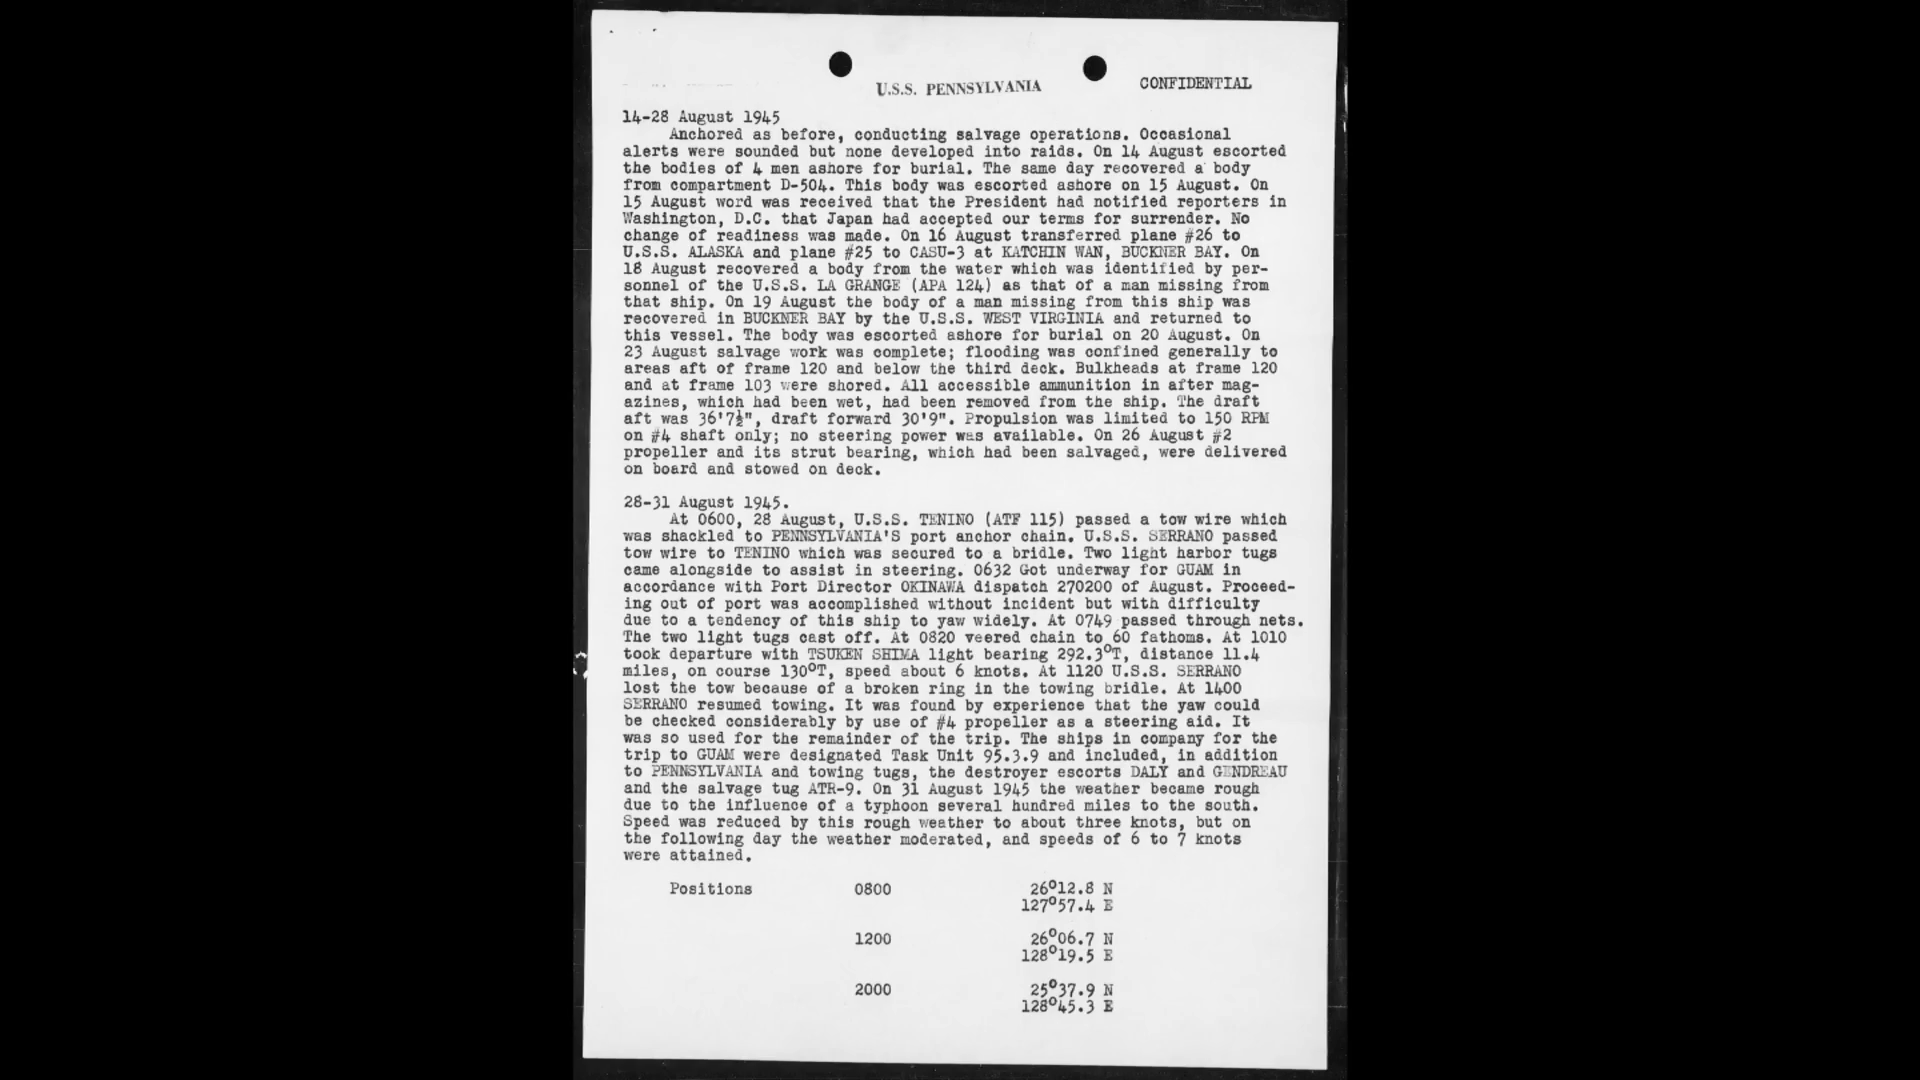 U.S.S. PENNSYLVANIA CONFIDENTIAL
14-28 August 1945
Anchored as before, conducting salvage operations. Occasional
alerts were sounded but none developed into raids. On 14 August escorted
the bodies of 4 men ashore for burial. The same day recovered a body
from compartment D-504. This body was escorted ashore on 15 August. On
15 August word was received that the President had notified reporters in
Washington, D.C. that Japan had accepted our terms for surrender. No
change of readiness was made. On 16 August transferred plane #26 to
U.S.S. ALASKA and plane #25 to CASU-3 at KATCHIN WAN, BUCKNER BAY. On
18 August recovered a body from the water which was identified by per-
sonnel of the U.S.S. LA GRANGE (APA 124) as that of a man missing from
that ship. On 19 August the body of a man missing from this ship was
recovered in BUCKNER BAY by the U.S.S. WEST VIRGINIA and returned to
this vessel. The body was escorted ashore for burial on 20 August. On
23 August salvage work was complete; flooding was confined generally to
areas aft of frame 120 and below the third deck. Bulkheads at frame 120
and at frame 103 were shored. All accessible ammunition in after mag-
azines, which had been wet, had been removed from the ship. The draft
aft was 36'7½", draft forward 30'9". Propulsion was limited to 150 RPM
on #4 shaft only; no steering power was available. On 26 August #2
propeller and its strut bearing, which had been salvaged, were delivered
on board and stowed on deck.
28-31 August 1945.
At 0600, 28 August, U.S.S. TENINO (ATF 115) passed a tow wire which
was shackled to PENNSYLVANIA'S port anchor chain. U.S.S. SERRANO passed
tow wire to TENINO which was secured to a bridle. Two light harbor tugs
came alongside to assist in steering. 0632 Got underway for GUAM in
accordance with Port Director OKINAWA dispatch 270200 of August. Proceed-
ing out of port was accomplished without incident but with difficulty
due to a tendency of this ship to yaw widely. At 0749 passed through nets.
The two light tugs cast off. At 0820 veered chain to 60 fathoms. At 1010
took departure with TSUKEN SHIMA light bearing 292.3°T, distance 11.4
miles, on course 130°T, speed about 6 knots. At 1120 U.S.S. SERRANO
lost the tow because of a broken ring in the towing bridle. At 1400
SERRANO resumed towing. It was found by experience that the yaw could
be checked considerably by use of #4 propeller as a steering aid. It
was so used for the remainder of the trip. The ships in company for the
trip to GUAM were designated Task Unit 95.3.9 and included, in addition
to PENNSYLVANIA and towing tugs, the destroyer escorts DALY and GENDREAU
and the salvage tug ATR-9. On 31 August 1945 the weather became rough
due to the influence of a typhoon several hundred miles to the south.
Speed was reduced by this rough weather to about three knots, but on
the following day the weather moderated, and speeds of 6 to 7 knots
were attained.
Positions 0800 26°12.8 N
127°57.4 E
1200 26°06.7 N
128°19.5 E
2000 25°37.9 N
128°45.3 E